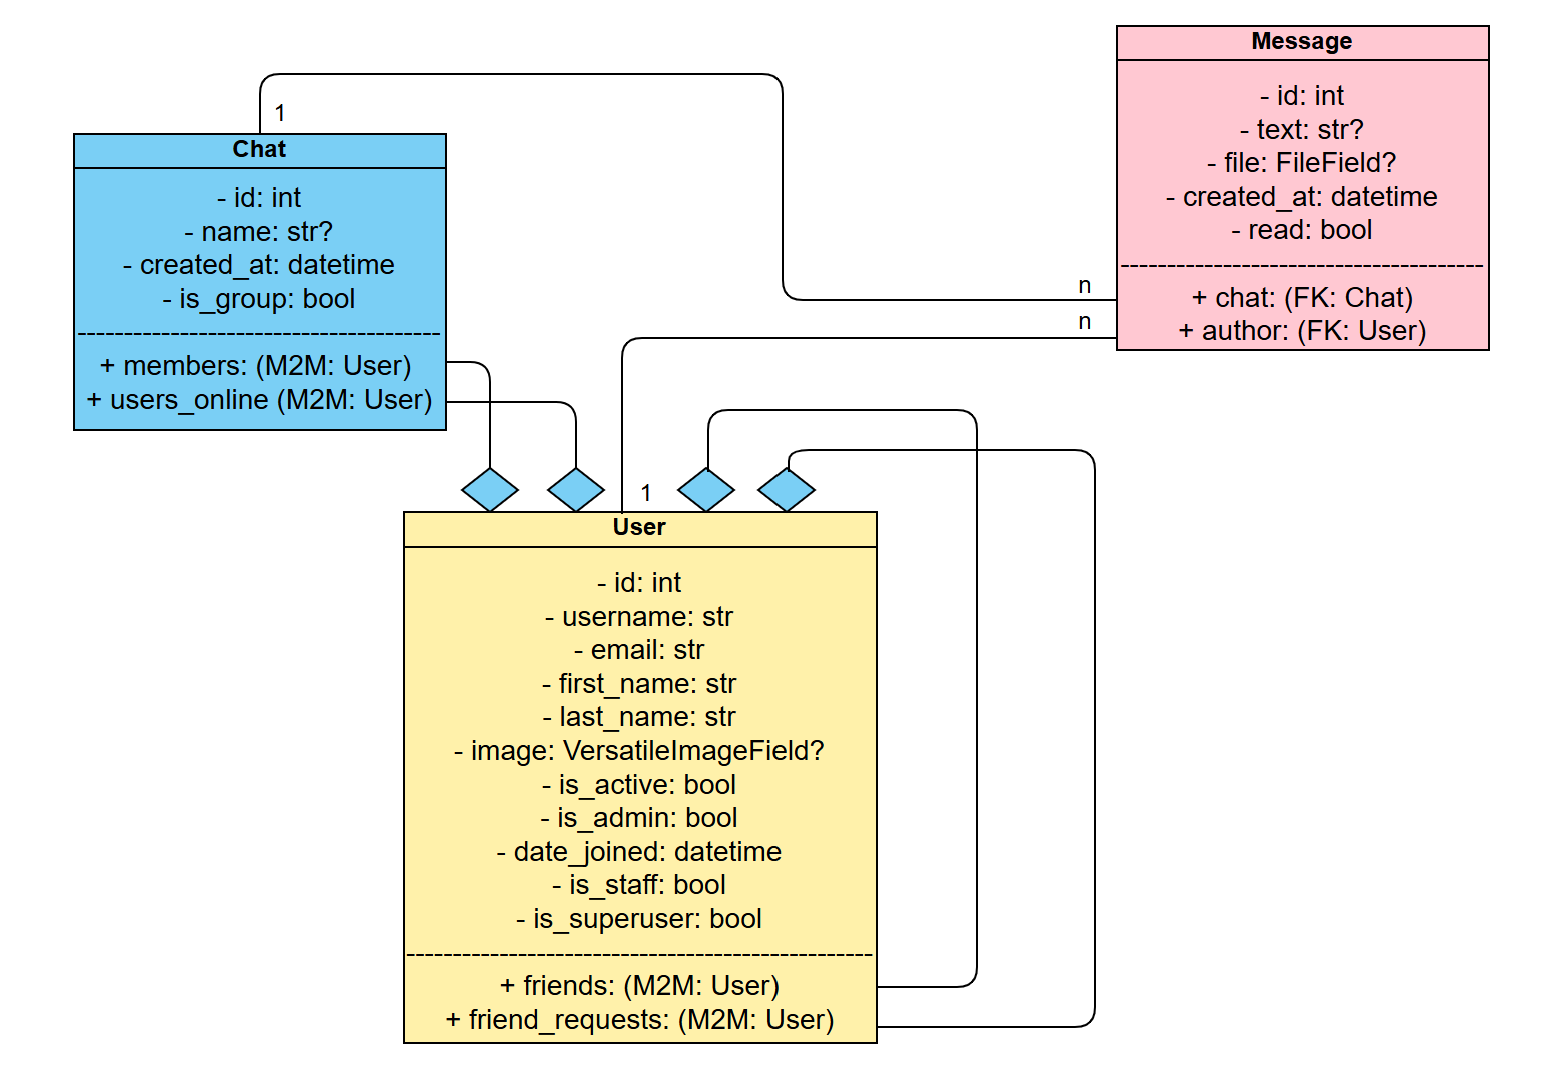 1
Chat
- id: int
- name: str?
- created_at: datetime
- is_group: bool
----------------------------------------
+ members: (M2M: User)
+ users_online (M2M: User)
Message
- id: int
- text: str?
- file: FileField?
- created_at: datetime
- read: bool
----------------------------------------
+ chat: (FK: Chat)
+ author: (FK: User)
n
n
1
User
- id: int
- username: str
- email: str
- first_name: str
- last_name: str
- image: VersatileImageField?
- is_active: bool
- is_admin: bool
- date_joined: datetime
- is_staff: bool
- is_superuser: bool
---------------------------------------------------
+ friends: (M2M: User)
+ friend_requests: (M2M: User)